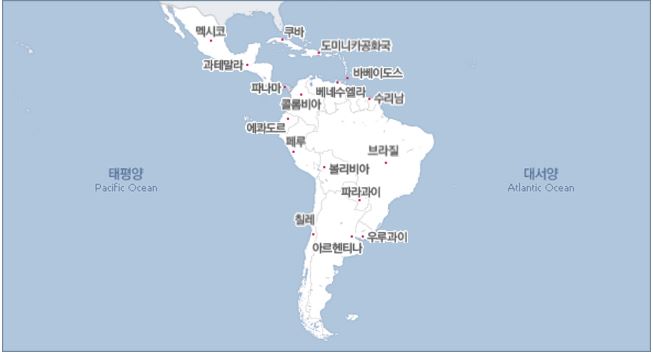 멕시코
쿠바
도미니카공화국
과테말라
바베이도스
파나마
베네수엘라
수리남
콜롬비아
에콰도르
페루
브라질
볼리비아
태평양
Pacific Ocean
대서양
Atlantic Ocean
파라과이
칠레
우루과이
아르헨티나